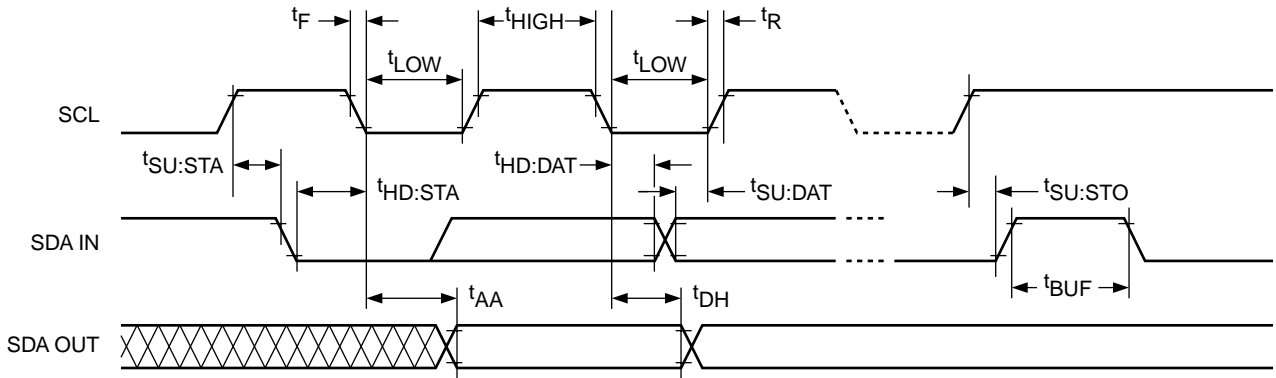 tF
tHIGH
tR
tLOW
tLOW
SCL
tSU:STA
tHD:STA
tHD:DAT
tSU:DAT
tSU:STO
SDA IN
tBUF
tAA
tDH
SDA OUT